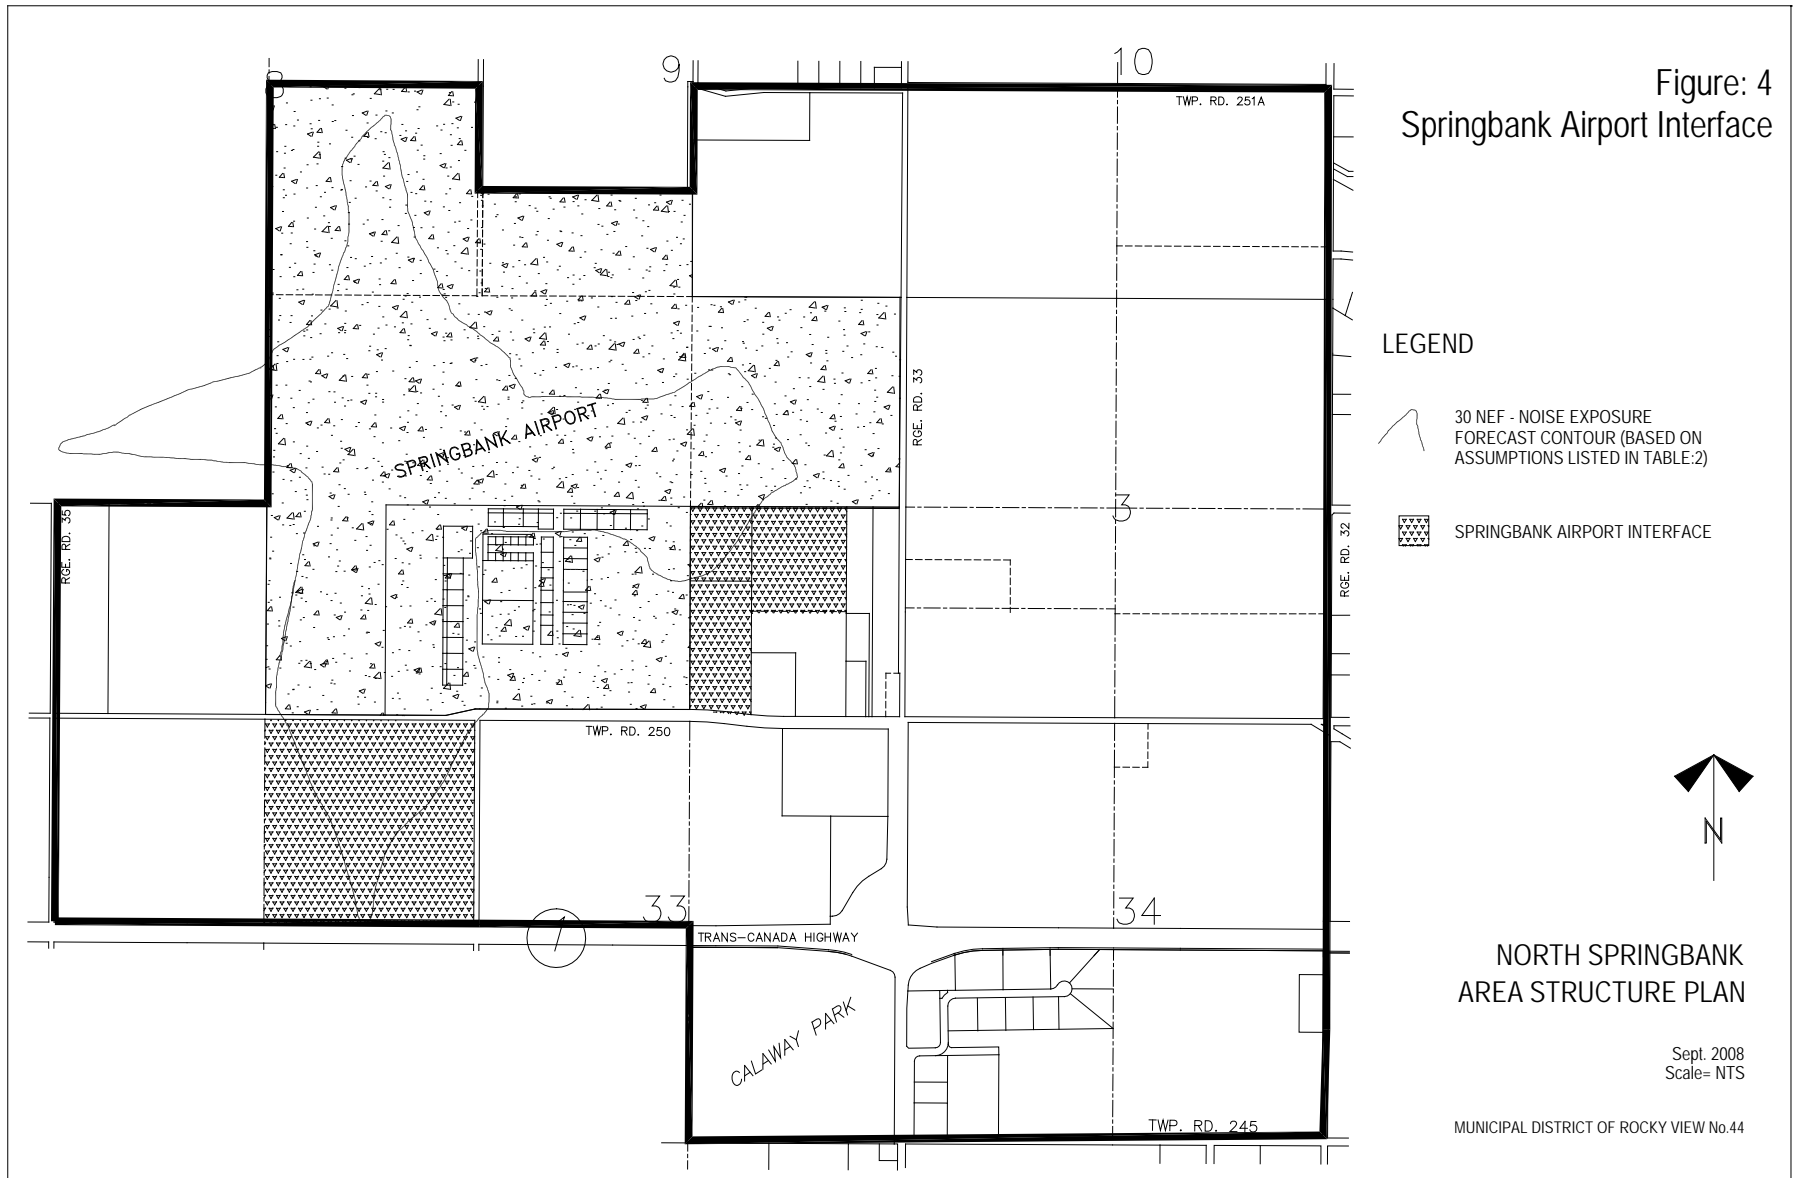 Figure: 4
Springbank Airport Interface
9
10
TWP. RD. 251A
RGE. RD. 33
LEGEND
30 NEF - NOISE EXPOSURE
FORECAST CONTOUR (BASED ON
ASSUMPTIONS LISTED IN TABLE:2)
SPRINGBANK AIRPORT INTERFACE
SPRINGBANK AIRPORT
3
RGE. RD. 35
RGE. RD. 32
TWP. RD. 250
N
33
34
1
TRANS-CANADA HIGHWAY
CALAWAY PARK
TWP. RD. 245
NORTH SPRINGBANK
AREA STRUCTURE PLAN
Sept. 2008
Scale= NTS
MUNICIPAL DISTRICT OF ROCKY VIEW No.44